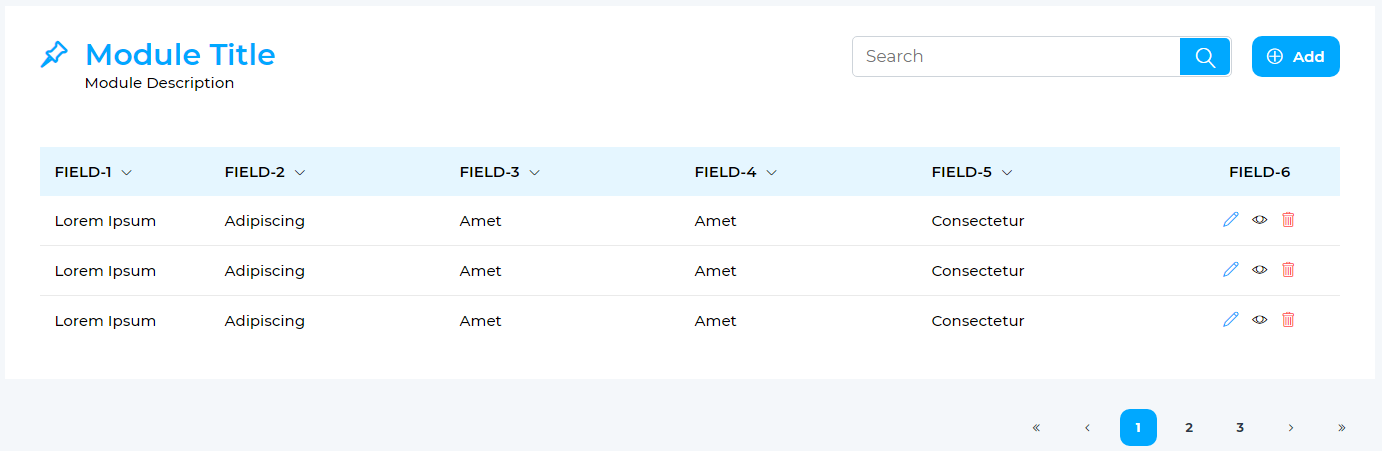 Module Title
Module Description
Search
Add
FIELD-1 FIELD-2 FIELD-3 FIELD-4 FIELD-5 FIELD-6
Lorem Ipsum Adipiscing Amet Amet Consectetur
Lorem Ipsum Adipiscing Amet Amet Consectetur
Lorem Ipsum Adipiscing Amet Amet Consectetur
« ‹ 1 2 3 › »